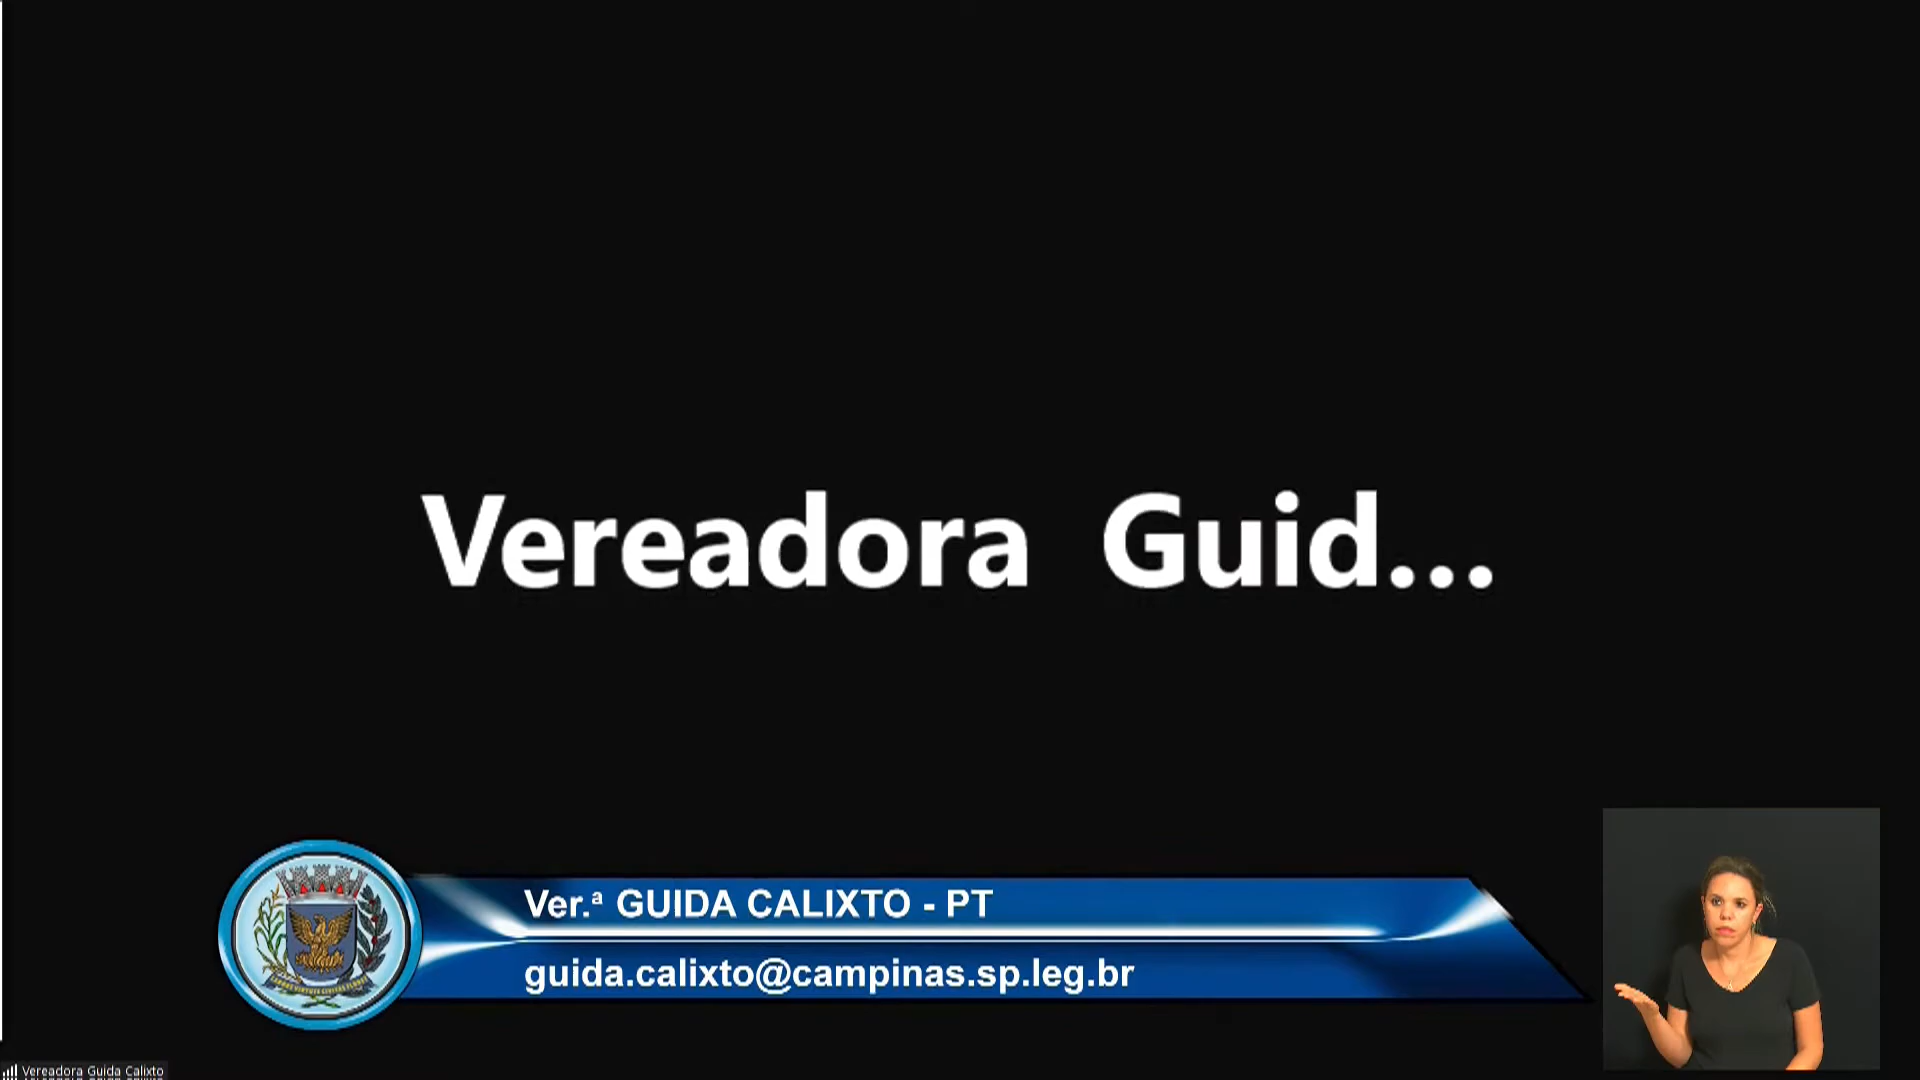 Vereadora Guid...
Ver.ª GUIDA CALIXTO - PT
guida.calixto@campinas.sp.leg.br
Vereadora Guida Calixto